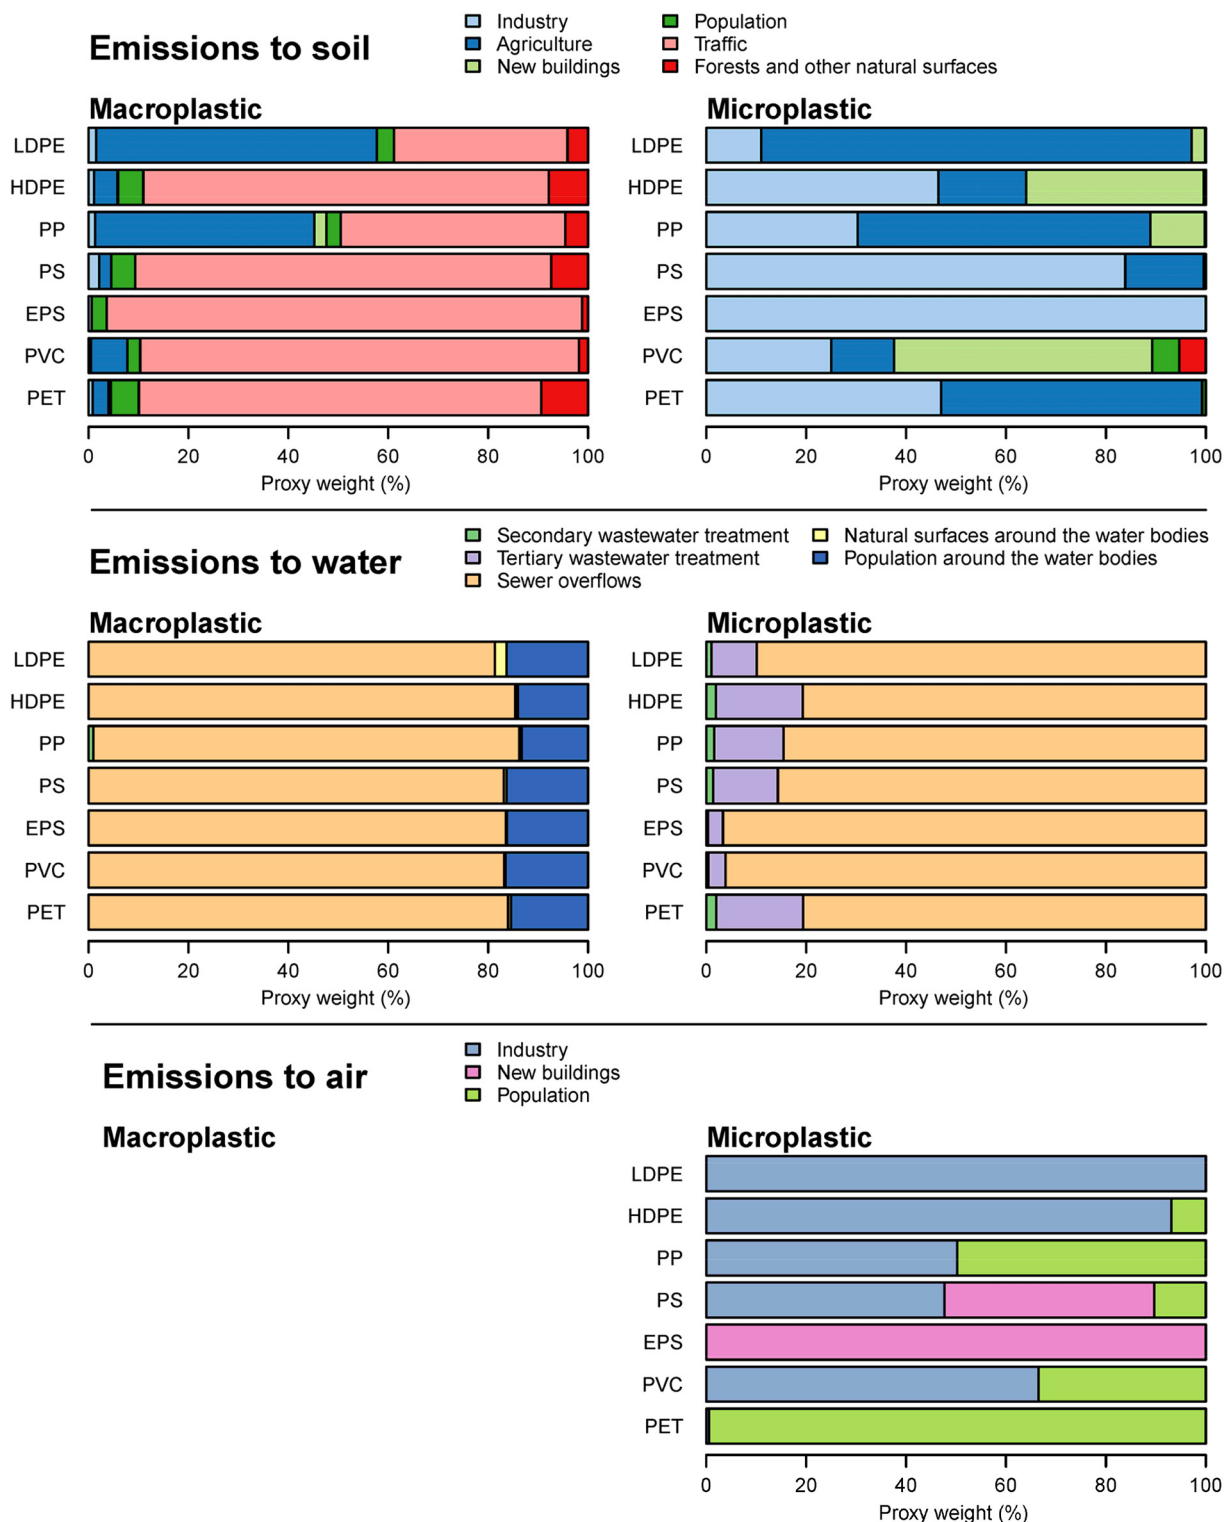 Emissions to soil
Industry
Agriculture
New buildings
Population
Traffic
Forests and other natural surfaces
Macroplastic
LDPE
HDPE
PP
PS
EPS
PVC
PET
0 20 40 60 80 100
Proxy weight (%)
Microplastic
LDPE
HDPE
PP
PS
EPS
PVC
PET
0 20 40 60 80 100
Proxy weight (%)
Emissions to water
Secondary wastewater treatment
Tertiary wastewater treatment
Sewer overflows
Natural surfaces around the water bodies
Population around the water bodies
Macroplastic
LDPE
HDPE
PP
PS
EPS
PVC
PET
0 20 40 60 80 100
Proxy weight (%)
Microplastic
LDPE
HDPE
PP
PS
EPS
PVC
PET
0 20 40 60 80 100
Proxy weight (%)
Emissions to air
Industry
New buildings
Population
Macroplastic
Microplastic
LDPE
HDPE
PP
PS
EPS
PVC
PET
0 20 40 60 80 100
Proxy weight (%)